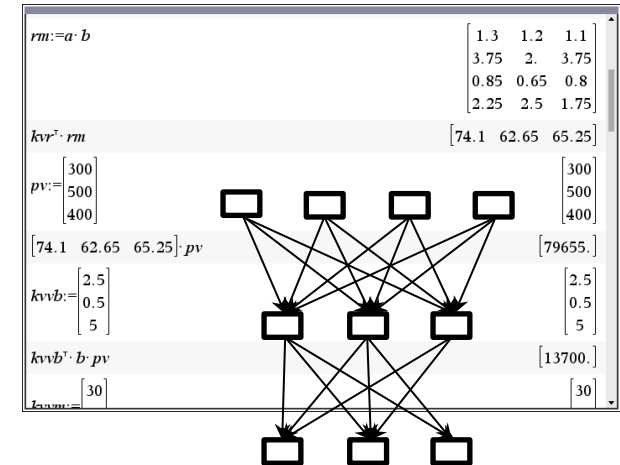 rm:=a· b
1.3 1.2 1.1
3.75 2. 3.75
0.85 0.65 0.8
2.25 2.5 1.75
kvrᵀ· rm [74.1 62.65 65.25]
pv:= [300 500 400] [300 500 400]
[74.1 62.65 65.25]· pv [79655.]
kvvb:= [2.5 0.5 5] [2.5 0.5 5]
kvvbᵀ· b· pv [13700.]
[30 [30